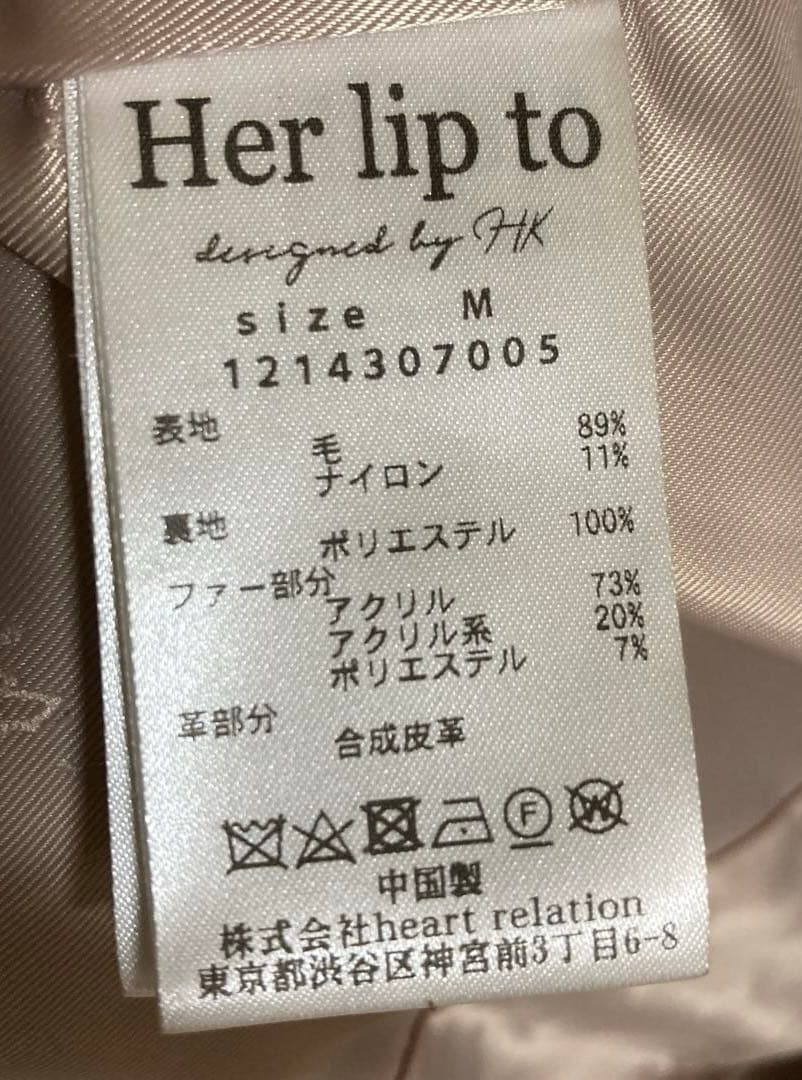 Her lip to
designed by HK
size M
1214307005
表地
毛 89%
ナイロン 11%
裏地
ポリエステル 100%
ファー部分
アクリル 73%
アクリル系 20%
ポリエステル 7%
革部分
合成皮革
F W
中国製
株式会社heart relation
東京都渋谷区神宮前3丁目6-8